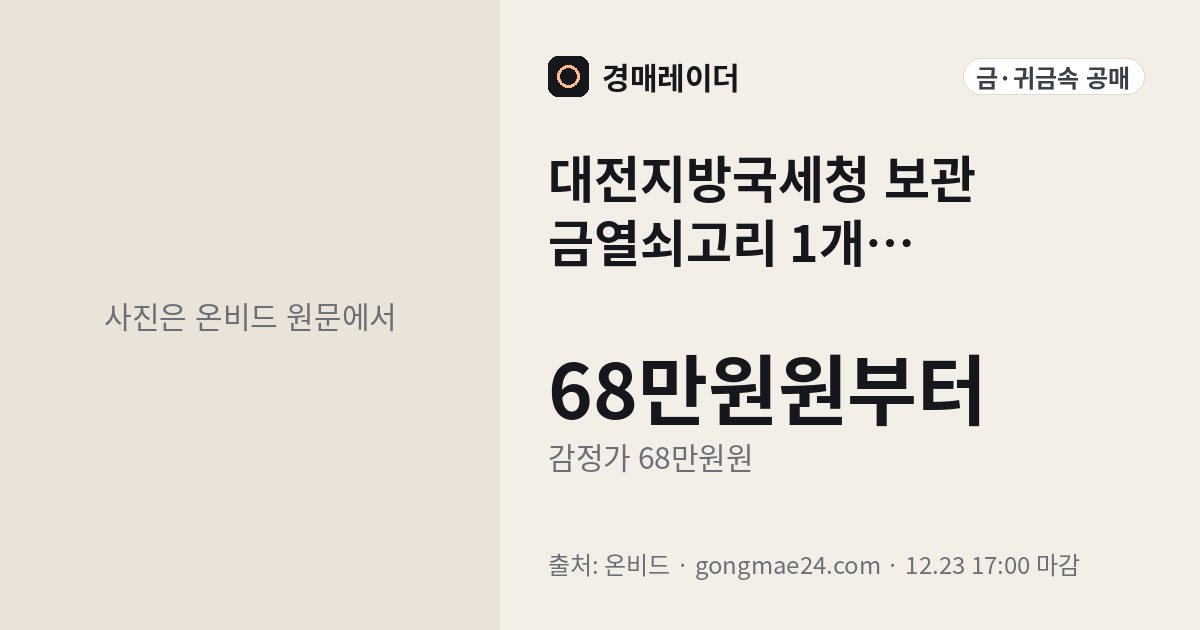 사진은 온비드 원문에서
경매레이더
금·귀금속 공매
대전지방국세청 보관
금열쇠고리 1개…
68만원원부터
감정가 68만원원
출처: 온비드 · gongmae24.com · 12.23 17:00 마감